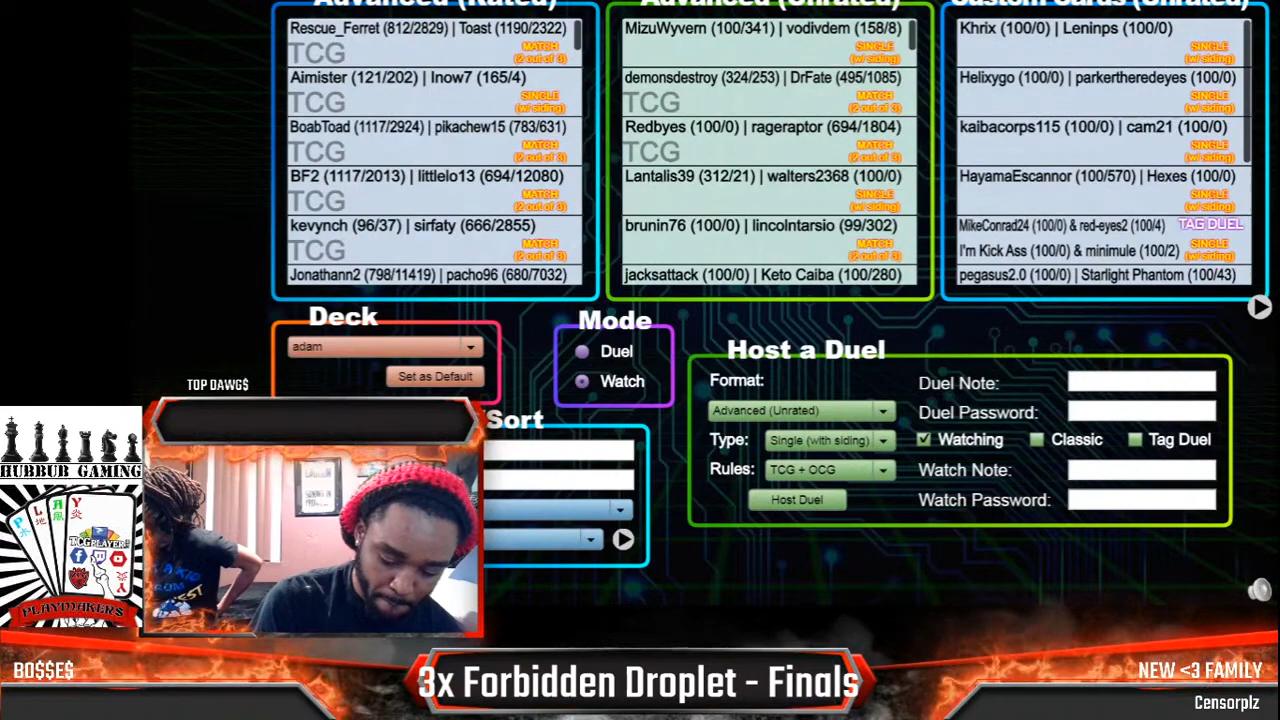 Advanced (Rated)
Rescue_Ferret (812/2829) | Toast (1190/2322)
TCG
MATCH
(2 out of 3)
Aimister (121/202) | Inow7 (165/4)
TCG
SINGLE
(w/ siding)
BoabToad (1117/2924) | pikachew15 (783/631)
TCG
MATCH
(2 out of 3)
BF2 (1117/2013) | littlelo13 (694/12080)
TCG
MATCH
(2 out of 3)
kevynch (96/37) | sirfaty (666/2855)
TCG
MATCH
(2 out of 3)
Jonathann2 (798/11419) | pacho96 (680/7032)
Advanced (Unrated)
MizuWyvern (100/341) | vodivdem (158/8)
SINGLE
(w/ siding)
demonsdestroy (324/253) | DrFate (495/1085)
TCG
MATCH
(2 out of 3)
Redbyes (100/0) | rageraptor (694/1804)
TCG
MATCH
(2 out of 3)
Lantalis39 (312/21) | walters2368 (100/0)
SINGLE
(w/ siding)
brunin76 (100/0) | lincolntarsio (99/302)
MATCH
(2 out of 3)
jacksattack (100/0) | Keto Caiba (100/280)
Custom Cards (Unrated)
Khrix (100/0) | Leninps (100/0)
SINGLE
(w/ siding)
Helixygo (100/0) | parkertheredeyes (100/0)
SINGLE
(w/ siding)
kaibacorps115 (100/0) | cam21 (100/0)
SINGLE
(w/ siding)
HayamaEscannor (100/570) | Hexes (100/0)
SINGLE
(w/ siding)
MikeConrad24 (100/0) & red-eyes2 (100/4) TAG DUEL
I'm Kick Ass (100/0) & minimule (100/2) SINGLE
(w/ siding)
pegasus2.0 (100/0) | Starlight Phantom (100/43)
Deck
adam
Set as Default
Mode
Duel
Watch
Sort
Host a Duel
Format:
Advanced (Unrated)
Type: Single (with siding)
Rules: TCG + OCG
Host Duel
Duel Note:
Duel Password:
Watching Classic Tag Duel
Watch Note:
Watch Password:
TOP DAWG$
HUBBUB GAMING
P L A Y
TCGPLAYER
PLAYMAKERS
BO$$E$
3x Forbidden Droplet - Finals
NEW <3 FAMILY
Censorplz